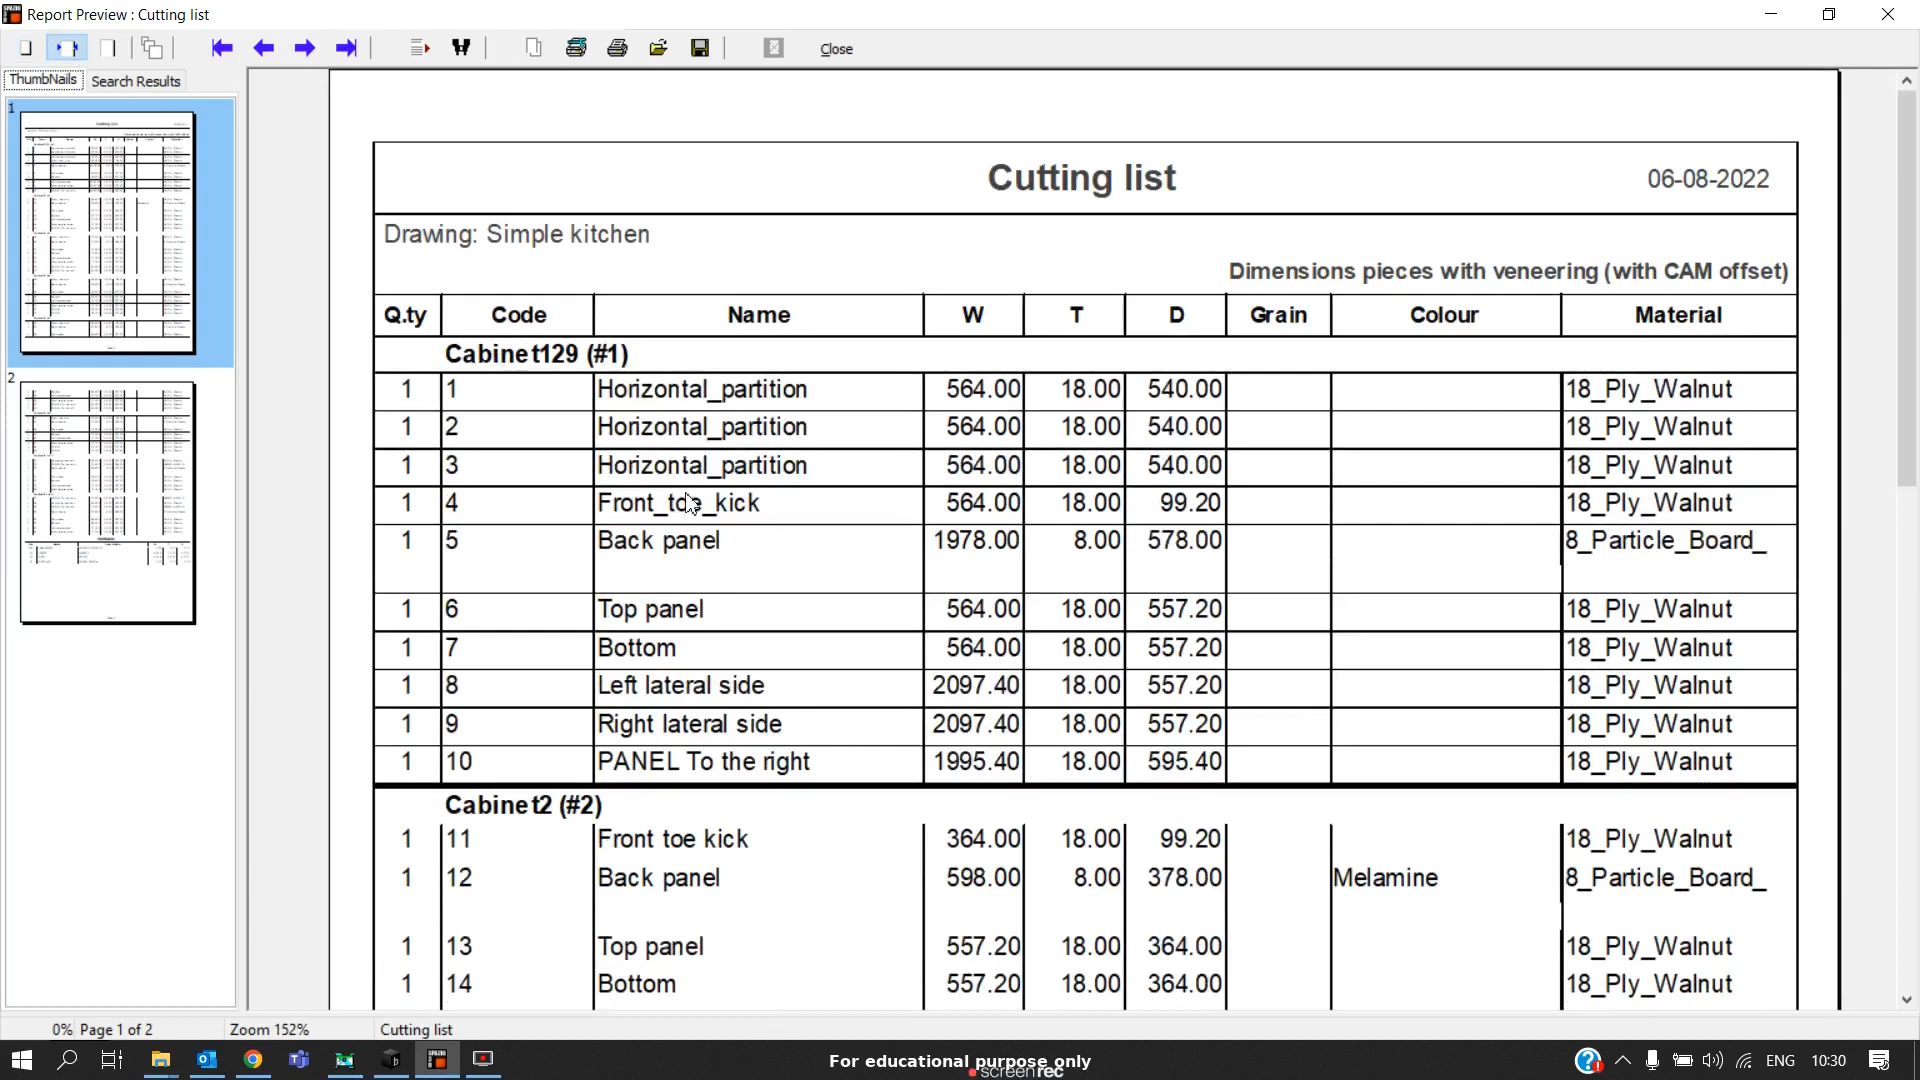 Report Preview : Cutting list
Close
ThumbNails Search Results
1
2
Cutting list 06-08-2022
Drawing: Simple kitchen
Dimensions pieces with veneering (with CAM offset)
Q.ty Code Name W T D Grain Colour Material
Cabinet129 (#1)
1 1 Horizontal_partition 564.00 18.00 540.00 18_Ply_Walnut
1 2 Horizontal_partition 564.00 18.00 540.00 18_Ply_Walnut
1 3 Horizontal_partition 564.00 18.00 540.00 18_Ply_Walnut
1 4 Front_toe_kick 564.00 18.00 99.20 18_Ply_Walnut
1 5 Back panel 1978.00 8.00 578.00 8_Particle_Board_
1 6 Top panel 564.00 18.00 557.20 18_Ply_Walnut
1 7 Bottom 564.00 18.00 557.20 18_Ply_Walnut
1 8 Left lateral side 2097.40 18.00 557.20 18_Ply_Walnut
1 9 Right lateral side 2097.40 18.00 557.20 18_Ply_Walnut
1 10 PANEL To the right 1995.40 18.00 595.40 18_Ply_Walnut
Cabinet2 (#2)
1 11 Front toe kick 364.00 18.00 99.20 18_Ply_Walnut
1 12 Back panel 598.00 8.00 378.00 Melamine 8_Particle_Board_
1 13 Top panel 557.20 18.00 364.00 18_Ply_Walnut
1 14 Bottom 557.20 18.00 364.00 18_Ply_Walnut
0% Page 1 of 2 Zoom 152% Cutting list
For educational purpose only
screenrec
ENG 10:30